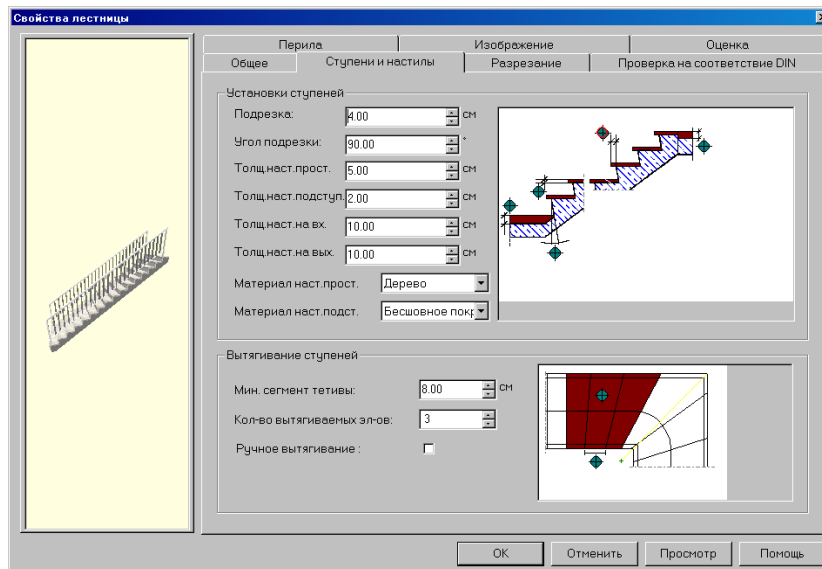 Свойства лестницы
Перила Изображение Оценка
Общее Ступени и настилы Разрезание Проверка на соответствие DIN
Установки ступеней
Подрезка: 4.00 см
Угол подрезки: 90.00 °
Толщ.наст.прост. 5.00 см
Толщ.наст.подступ. 2.00 см
Толщ.наст.на вх. 10.00 см
Толщ.наст.на вых. 10.00 см
Материал наст.прост. Дерево
Материал наст.подст. Бесшовное покр
Вытягивание ступеней
Мин. сегмент тетивы: 8.00 см
Кол-во вытягиваемых эл-ов: 3
Ручное вытягивание :
OK Отменить Просмотр Помощь